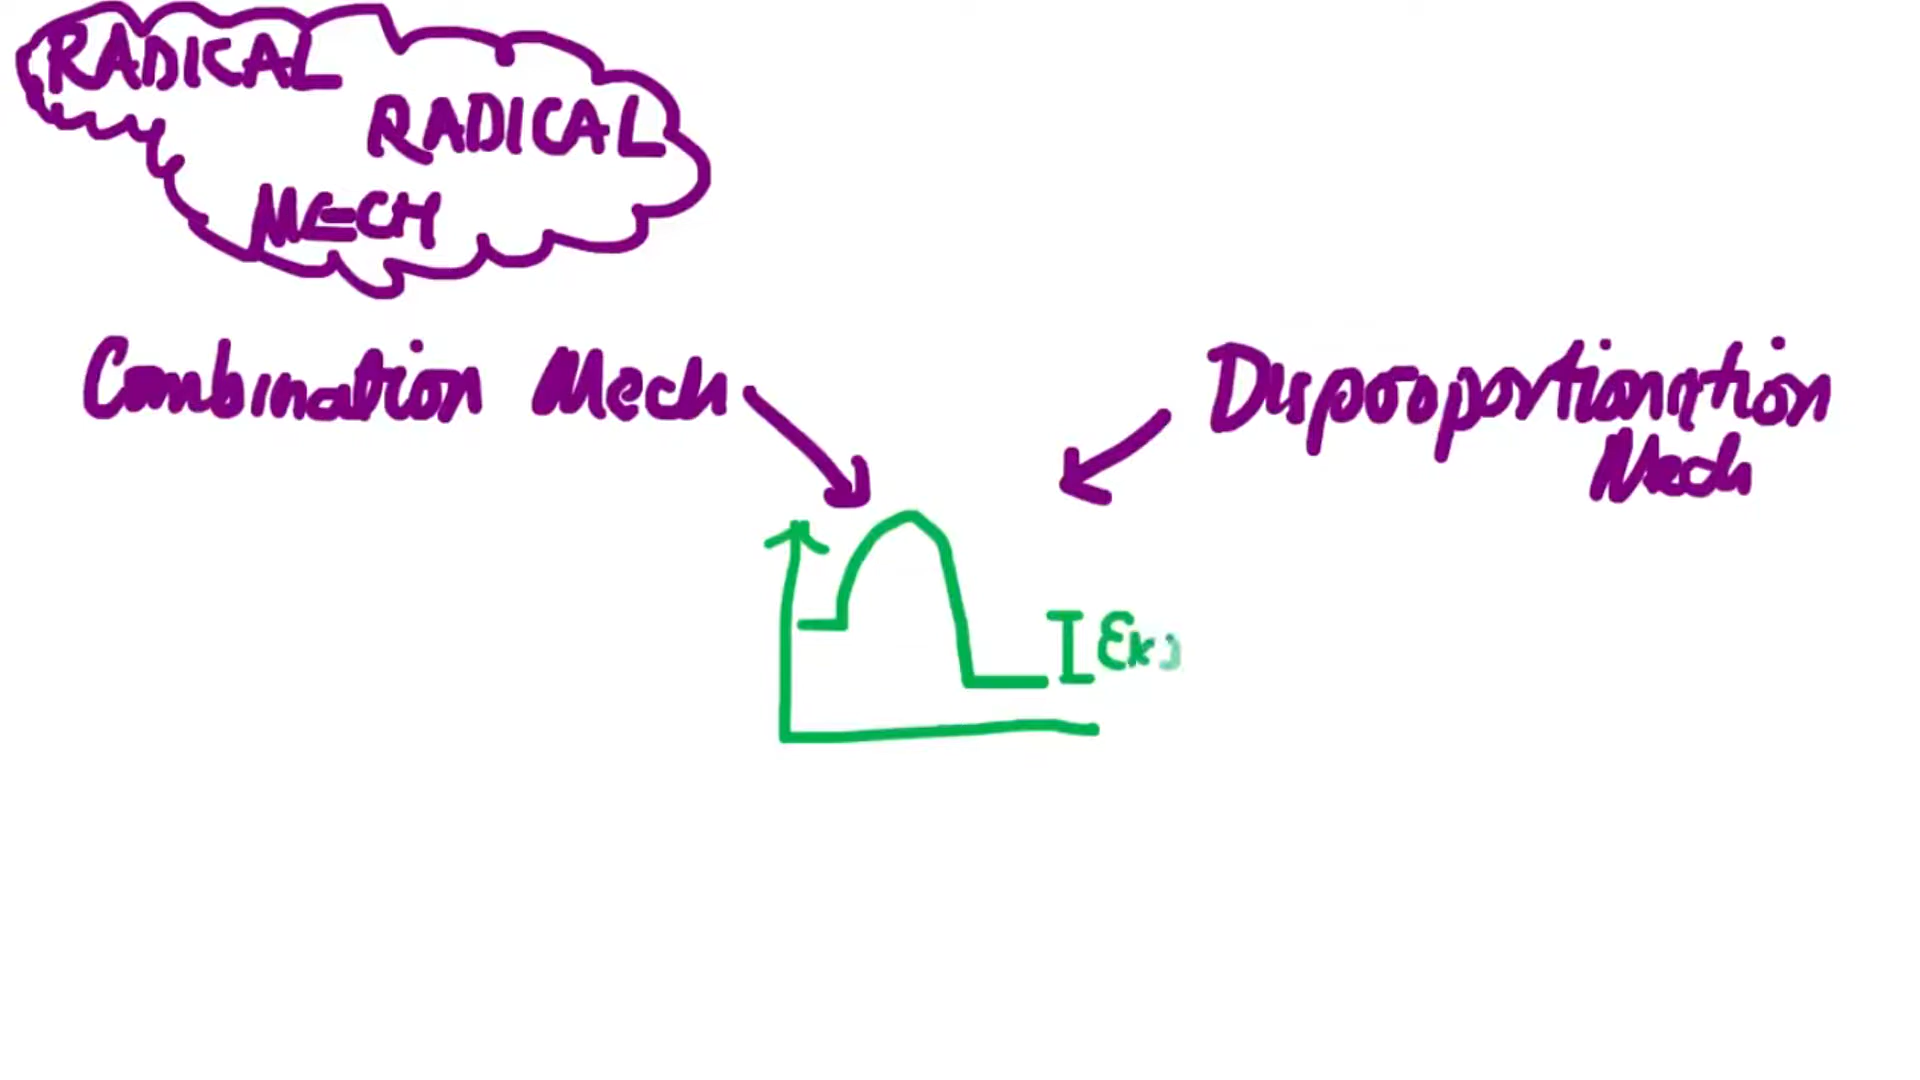 RADICAL
RADICAL
MECH
Combination Mech
Disproportionation
Mech